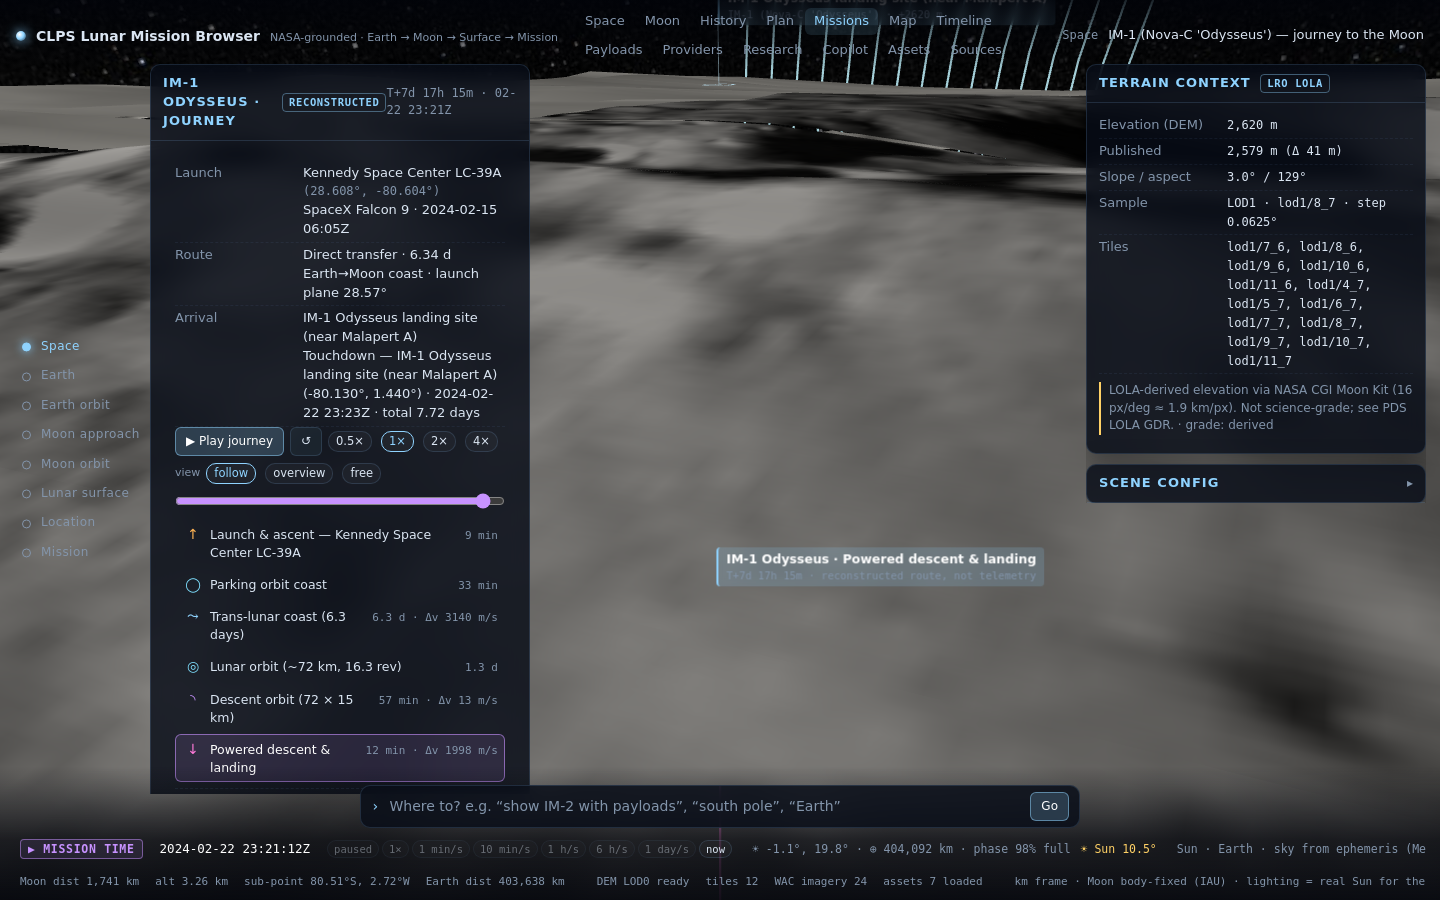 CLPS Lunar Mission Browser NASA-grounded · Earth → Moon → Surface → Mission
Space Moon History Plan Missions Map Timeline
Payloads Providers Research Copilot Assets Sources
Space IM-1 (Nova-C 'Odysseus') — journey to the Moon
IM-1 ODYSSEUS · JOURNEY
RECONSTRUCTED
T+7d 17h 15m · 02-
22 23:21Z
Launch
Kennedy Space Center LC-39A
(28.608°, -80.604°)
SpaceX Falcon 9 · 2024-02-15
06:05Z
Route
Direct transfer · 6.34 d
Earth→Moon coast · launch
plane 28.57°
Arrival
IM-1 Odysseus landing site
(near Malapert A)
Touchdown — IM-1 Odysseus
landing site (near Malapert A)
(-80.130°, 1.440°) · 2024-02-
22 23:23Z · total 7.72 days
▶ Play journey ↺ 0.5× 1× 2× 4×
view follow overview free
↑ Launch & ascent — Kennedy Space
Center LC-39A
9 min
◯ Parking orbit coast 33 min
⤳ Trans-lunar coast (6.3
days)
6.3 d · Δv 3140 m/s
◎ Lunar orbit (~72 km, 16.3 rev) 1.3 d
◝ Descent orbit (72 × 15
km)
57 min · Δv 13 m/s
↓ Powered descent &
landing
12 min · Δv 1998 m/s
Space
Earth
Earth orbit
Moon approach
Moon orbit
Lunar surface
Location
Mission
IM-1 Odysseus · Powered descent & landing
T+7d 17h 15m · reconstructed route, not telemetry
TERRAIN CONTEXT LRO LOLA
Elevation (DEM) 2,620 m
Published 2,579 m (Δ 41 m)
Slope / aspect 3.0° / 129°
Sample LOD1 · lod1/8_7 · step
0.0625°
Tiles lod1/7_6, lod1/8_6,
lod1/9_6, lod1/10_6,
lod1/11_6, lod1/4_7,
lod1/5_7, lod1/6_7,
lod1/7_7, lod1/8_7,
lod1/9_7, lod1/10_7,
lod1/11_7
LOLA-derived elevation via NASA CGI Moon Kit (16
px/deg ≈ 1.9 km/px). Not science-grade; see PDS
LOLA GDR. · grade: derived
SCENE CONFIG ▸
› Where to? e.g. “show IM-2 with payloads”, “south pole”, “Earth” Go
▶ MISSION TIME 2024-02-22 23:21:12Z paused 1× 1 min/s 10 min/s 1 h/s 6 h/s 1 day/s now ☀ -1.1°, 19.8° · ⊕ 404,092 km · phase 98% full ☀ Sun 10.5° Sun · Earth · sky from ephemeris (Me
Moon dist 1,741 km alt 3.26 km sub-point 80.51°S, 2.72°W Earth dist 403,638 km DEM LOD0 ready tiles 12 WAC imagery 24 assets 7 loaded km frame · Moon body-fixed (IAU) · lighting = real Sun for the